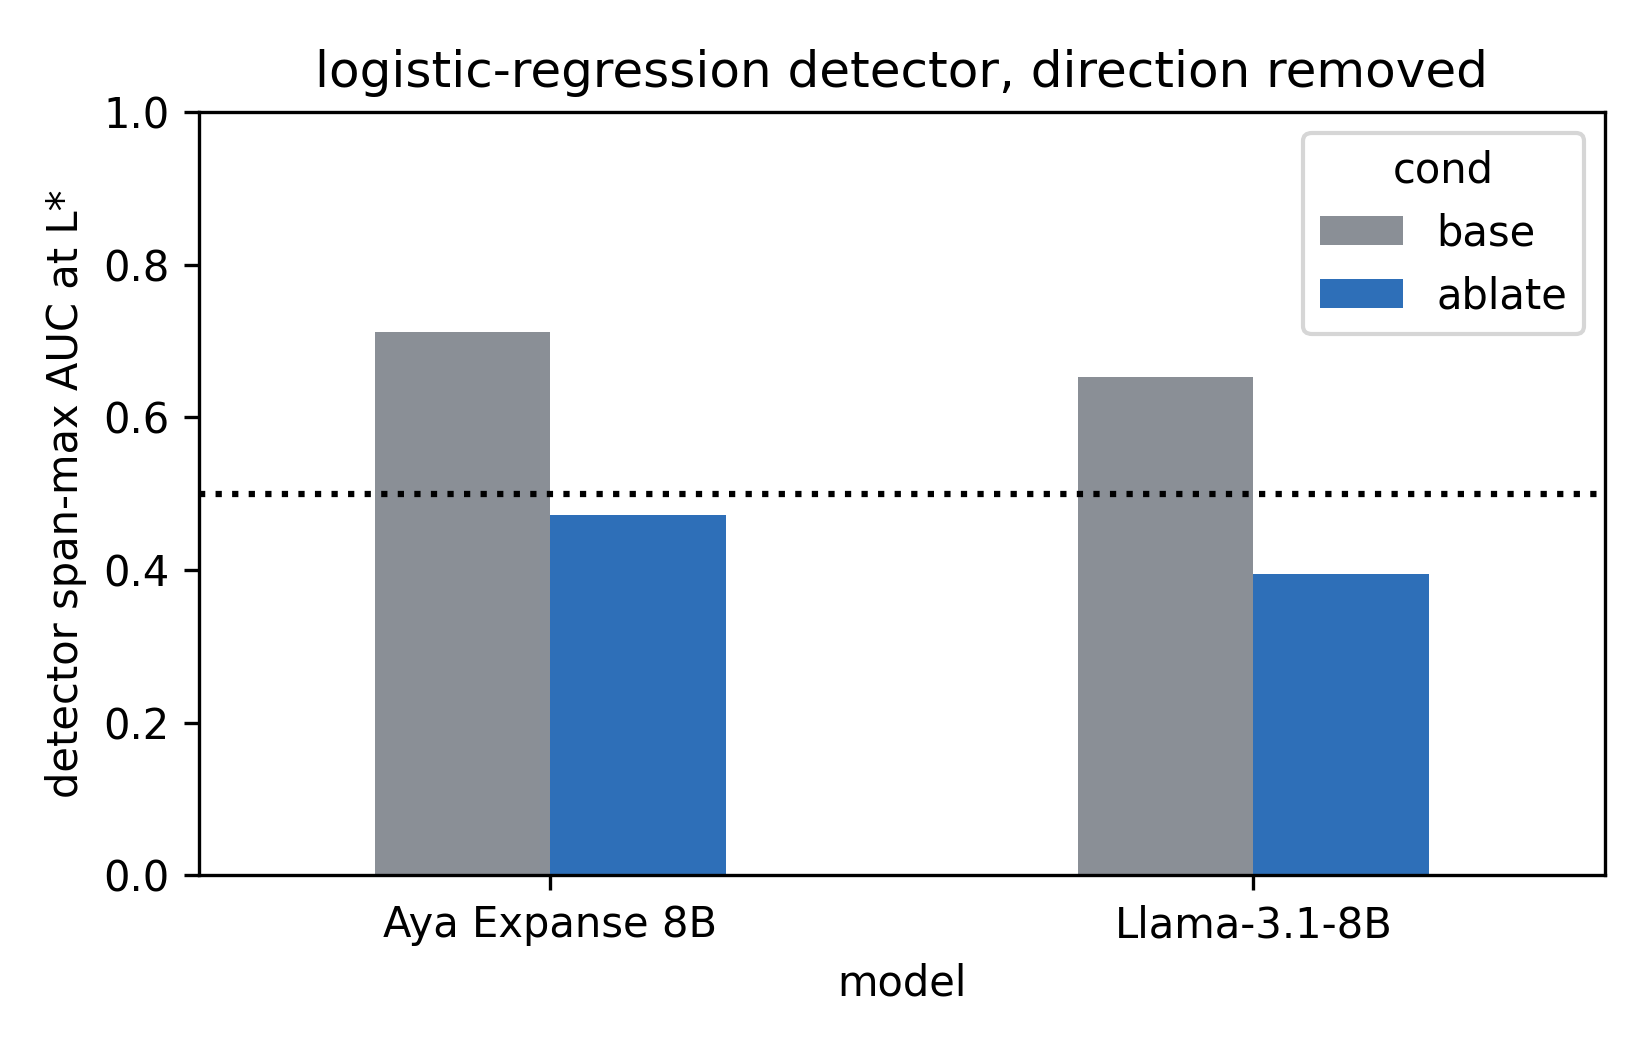 logistic-regression detector, direction removed
detector span-max AUC at L*
1.0
0.8
0.6
0.4
0.2
0.0
cond
base
ablate
Aya Expanse 8B
Llama-3.1-8B
model